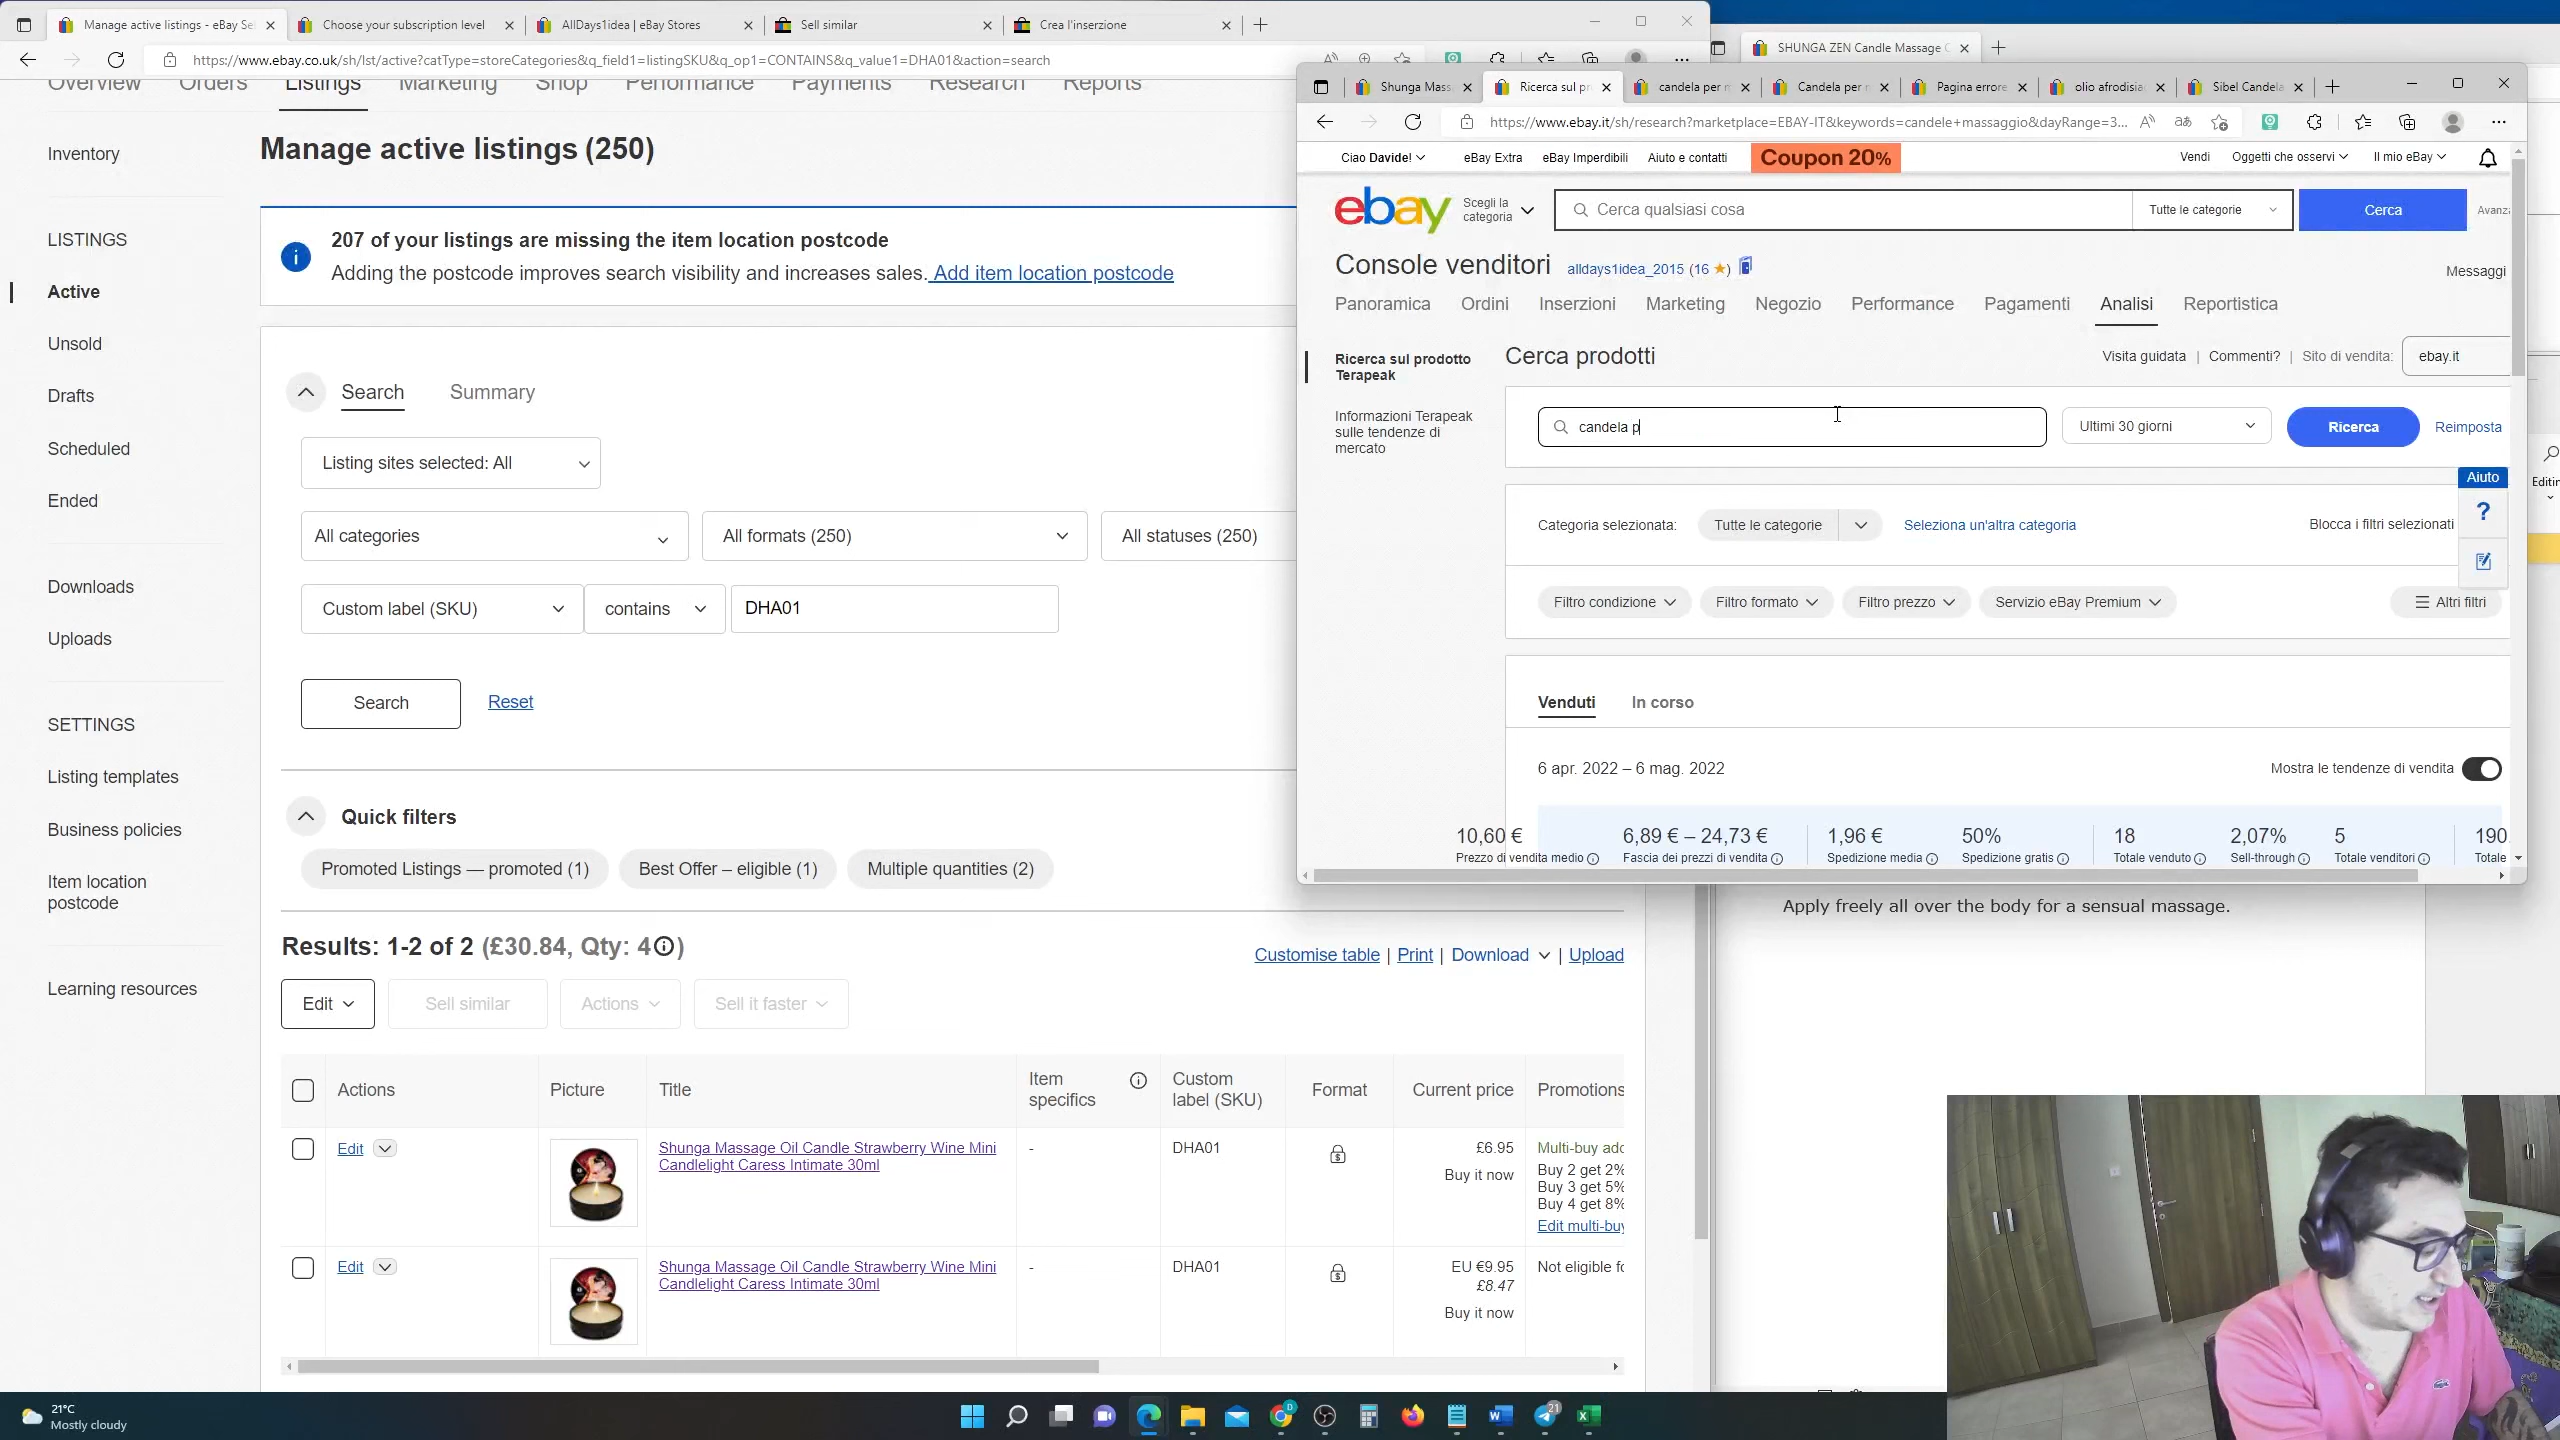 Manage active listings - eBay Se
Choose your subscription level
AllDays1idea | eBay Stores
Sell similar
Crea l'inserzione
https://www.ebay.co.uk/sh/lst/active?catType=storeCategories&q_field1=listingSKU&q_op1=CONTAINS&q_value1=DHA01&action=search
Overview Orders Listings Marketing Shop Performance Payments Research Reports
Manage active listings (250)
Inventory
LISTINGS
Active
Unsold
Drafts
Scheduled
Ended
Downloads
Uploads
SETTINGS
Listing templates
Business policies
Item location
postcode
Learning resources
207 of your listings are missing the item location postcode
Adding the postcode improves search visibility and increases sales. Add item location postcode
Search Summary
Listing sites selected: All
All categories
All formats (250)
All statuses (250)
Custom label (SKU)
contains
DHA01
Search
Reset
Quick filters
Promoted Listings — promoted (1)
Best Offer – eligible (1)
Multiple quantities (2)
Results: 1-2 of 2 (£30.84, Qty: 4 )
Customise table | Print | Download | Upload
Edit
Sell similar
Actions
Sell it faster
Actions
Picture
Title
Item
specifics
Custom
label (SKU)
Format
Current price
Promotions
Edit
Shunga Massage Oil Candle Strawberry Wine Mini
Candlelight Caress Intimate 30ml
-
DHA01
£6.95
Buy it now
Multi-buy add
Buy 2 get 2%
Buy 3 get 5%
Buy 4 get 8%
Edit multi-buy
Edit
Shunga Massage Oil Candle Strawberry Wine Mini
Candlelight Caress Intimate 30ml
-
DHA01
EU €9.95
£8.47
Buy it now
Not eligible fo
SHUNGA ZEN Candle Massage C
Shunga Mass
Ricerca sul pr
candela per m
Candela per m
Pagina errore
olio afrodisia
Sibel Candela
https://www.ebay.it/sh/research?marketplace=EBAY-IT&keywords=candele+massaggio&dayRange=3...
Ciao Davide!
eBay Extra
eBay Imperdibili
Aiuto e contatti
Coupon 20%
Vendi
Oggetti che osservi
Il mio eBay
ebay
Scegli la
categoria
Cerca qualsiasi cosa
Tutte le categorie
Cerca
Avanz
Console venditori
alldays1idea_2015 (16 ★)
Messaggi
Panoramica Ordini Inserzioni Marketing Negozio Performance Pagamenti Analisi Reportistica
Ricerca sul prodotto
Terapeak
Informazioni Terapeak
sulle tendenze di
mercato
Cerca prodotti
Visita guidata | Commenti? | Sito di vendita:
ebay.it
candela p
Ultimi 30 giorni
Ricerca
Reimposta
Aiuto
?
Categoria selezionata:
Tutte le categorie
Seleziona un'altra categoria
Blocca i filtri selezionati
Filtro condizione
Filtro formato
Filtro prezzo
Servizio eBay Premium
Altri filtri
Venduti
In corso
6 apr. 2022 – 6 mag. 2022
Mostra le tendenze di vendita
10,60 €
Prezzo di vendita medio
6,89 € – 24,73 €
Fascia dei prezzi di vendita
1,96 €
Spedizione media
50%
Spedizione gratis
18
Totale venduto
2,07%
Sell-through
5
Totale venditori
190.
Totale
Editin
Apply freely all over the body for a sensual massage.
21°C
Mostly cloudy
21